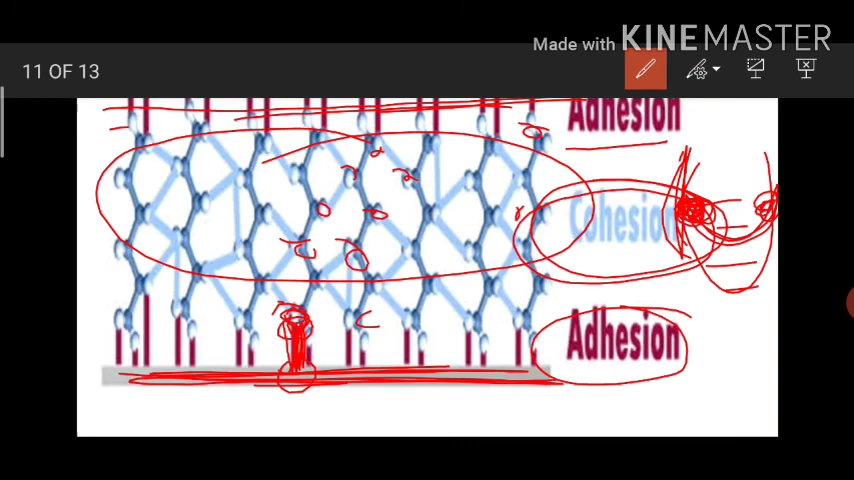 Made with KINEMASTER
11 OF 13
Adhesion
Cohesion
Adhesion